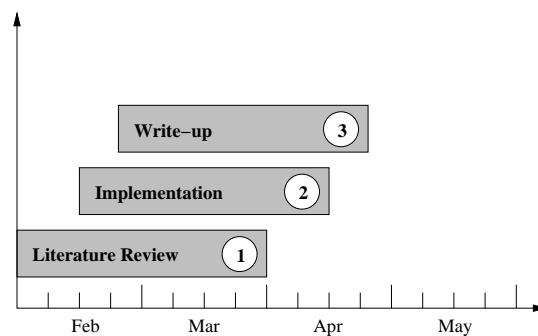 Write–up 3
Implementation 2
Literature Review 1
Feb Mar Apr May